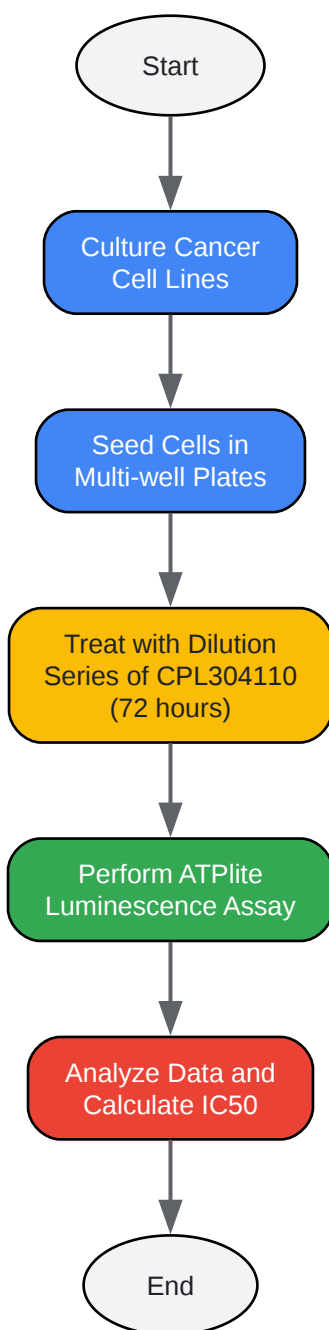 Start
Culture Cancer
Cell Lines
Seed Cells in
Multi-well Plates
Treat with Dilution
Series of CPL304110
(72 hours)
Perform ATPlite
Luminescence Assay
Analyze Data and
Calculate IC50
End